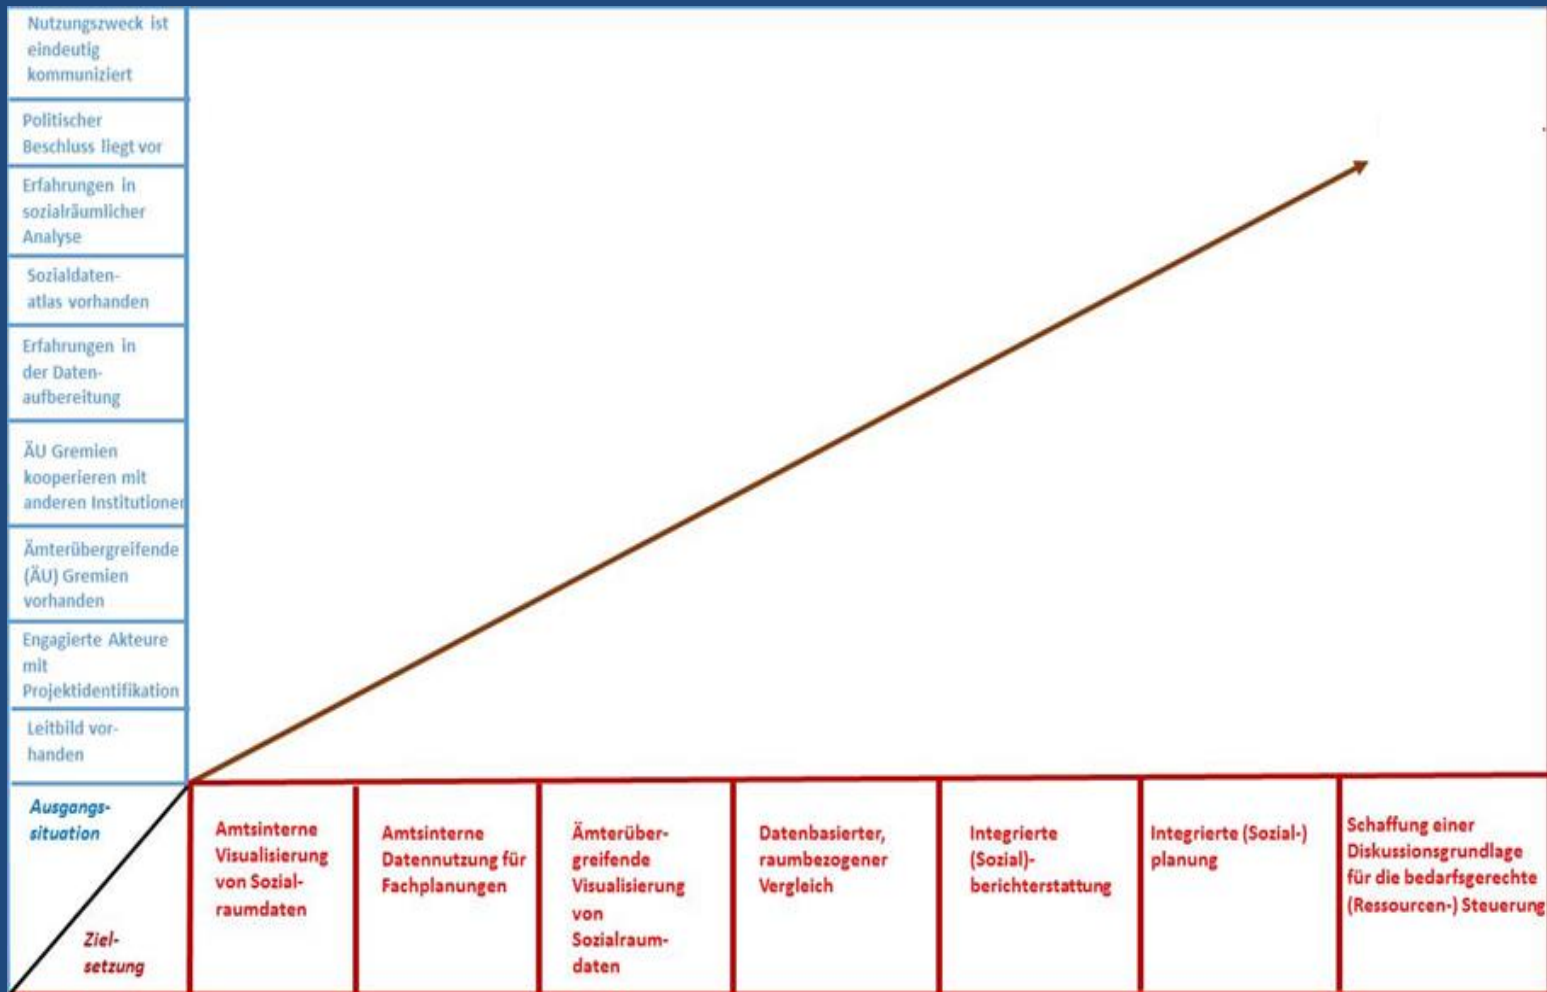 Nutzungszweck ist
eindeutig
kommuniziert
Politischer
Beschluss liegt vor
Erfahrungen in
sozialräumlicher
Analyse
Sozialdaten-
atlas vorhanden
Erfahrungen in
der Daten-
aufbereitung
ÄU Gremien
kooperieren mit
anderen Institutionen
Ämterübergreifende
(ÄU) Gremien
vorhanden
Engagierte Akteure
mit
Projektidentifikation
Leitbild vor-
handen
Ausgangs-
situation
Ziel-
setzung
Amtsinterne
Visualisierung
von Sozial-
raumdaten
Amtsinterne
Datennutzung für
Fachplanungen
Ämterüber-
greifende
Visualisierung
von
Sozialraum-
daten
Datenbasierter,
raumbezogener
Vergleich
Integrierte
(Sozial)-
berichterstattung
Integrierte (Sozial-)
planung
Schaffung einer
Diskussionsgrundlage
für die bedarfsgerechte
(Ressourcen-) Steuerung